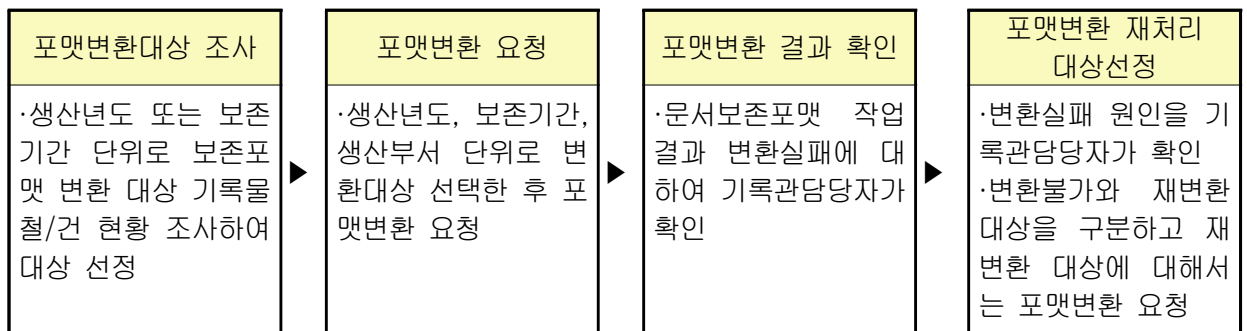 포맷변환대상 조사
·생산년도 또는 보존
기간 단위로 보존포
맷 변환 대상 기록물
철/건 현황 조사하여
대상 선정
▶
포맷변환 요청
·생산년도, 보존기간,
생산부서 단위로 변
환대상 선택한 후 포
맷변환 요청
▶
포맷변환 결과 확인
·문서보존포맷 작업
결과 변환실패에 대
하여 기록관담당자가
확인
▶
포맷변환 재처리
대상선정
·변환실패 원인을 기
록관담당자가 확인
·변환불가와 재변환
대상을 구분하고 재
변환 대상에 대해서
는 포맷변환 요청